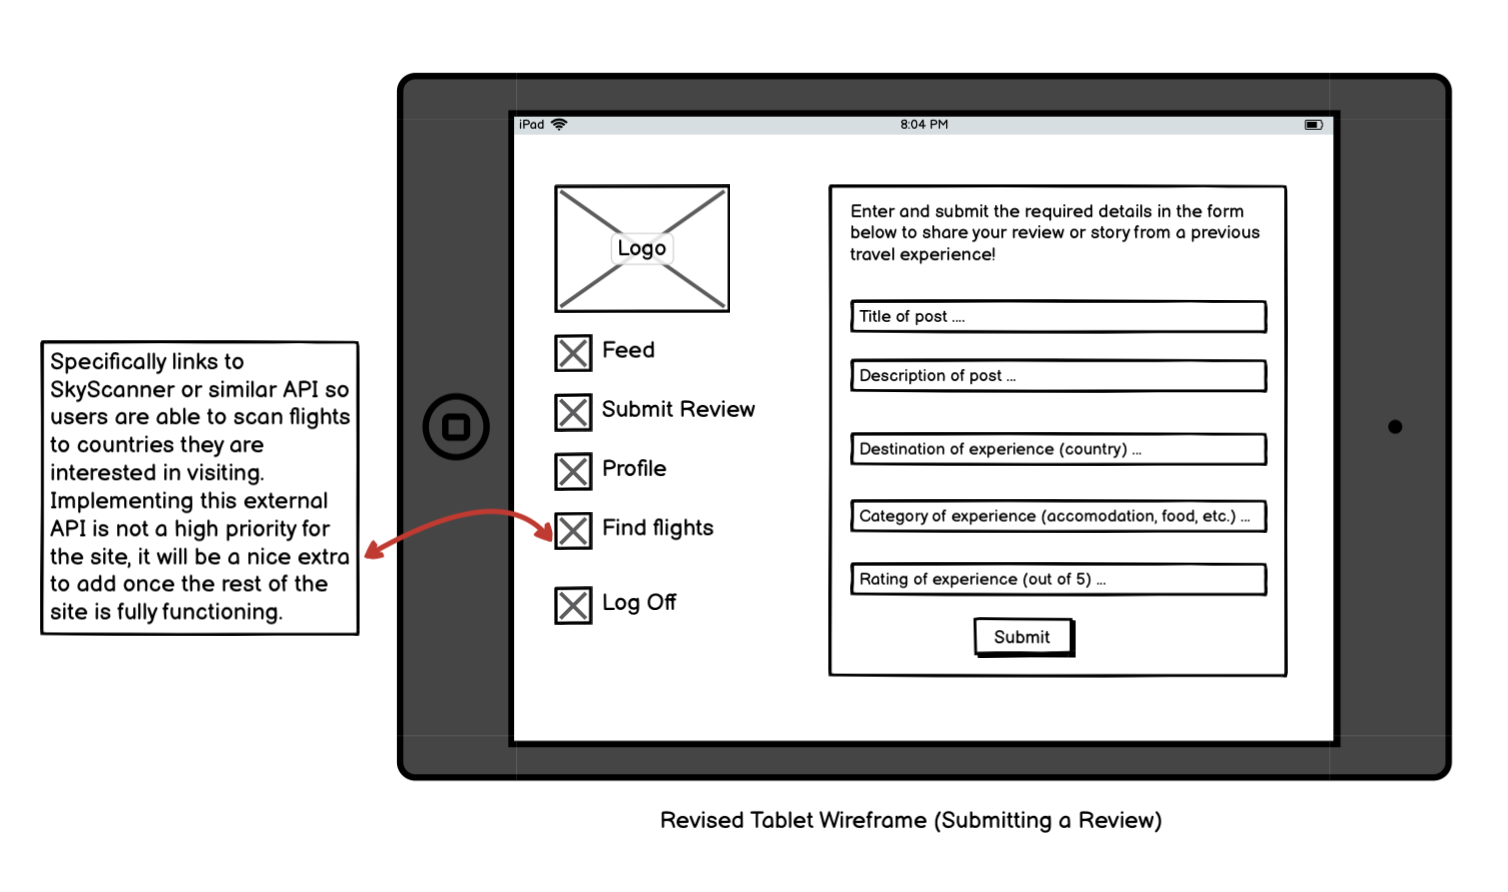 iPad
8:04 PM
Logo
Feed
Submit Review
Profile
Find flights
Log Off
Enter and submit the required details in the form
below to share your review or story from a previous
travel experience!
Title of post ....
Description of post ...
Destination of experience (country) ...
Category of experience (accomodation, food, etc.) ...
Rating of experience (out of 5) ...
Submit
Specifically links to
SkyScanner or similar API so
users are able to scan flights
to countries they are
interested in visiting.
Implementing this external
API is not a high priority for
the site, it will be a nice extra
to add once the rest of the
site is fully functioning.
Revised Tablet Wireframe (Submitting a Review)